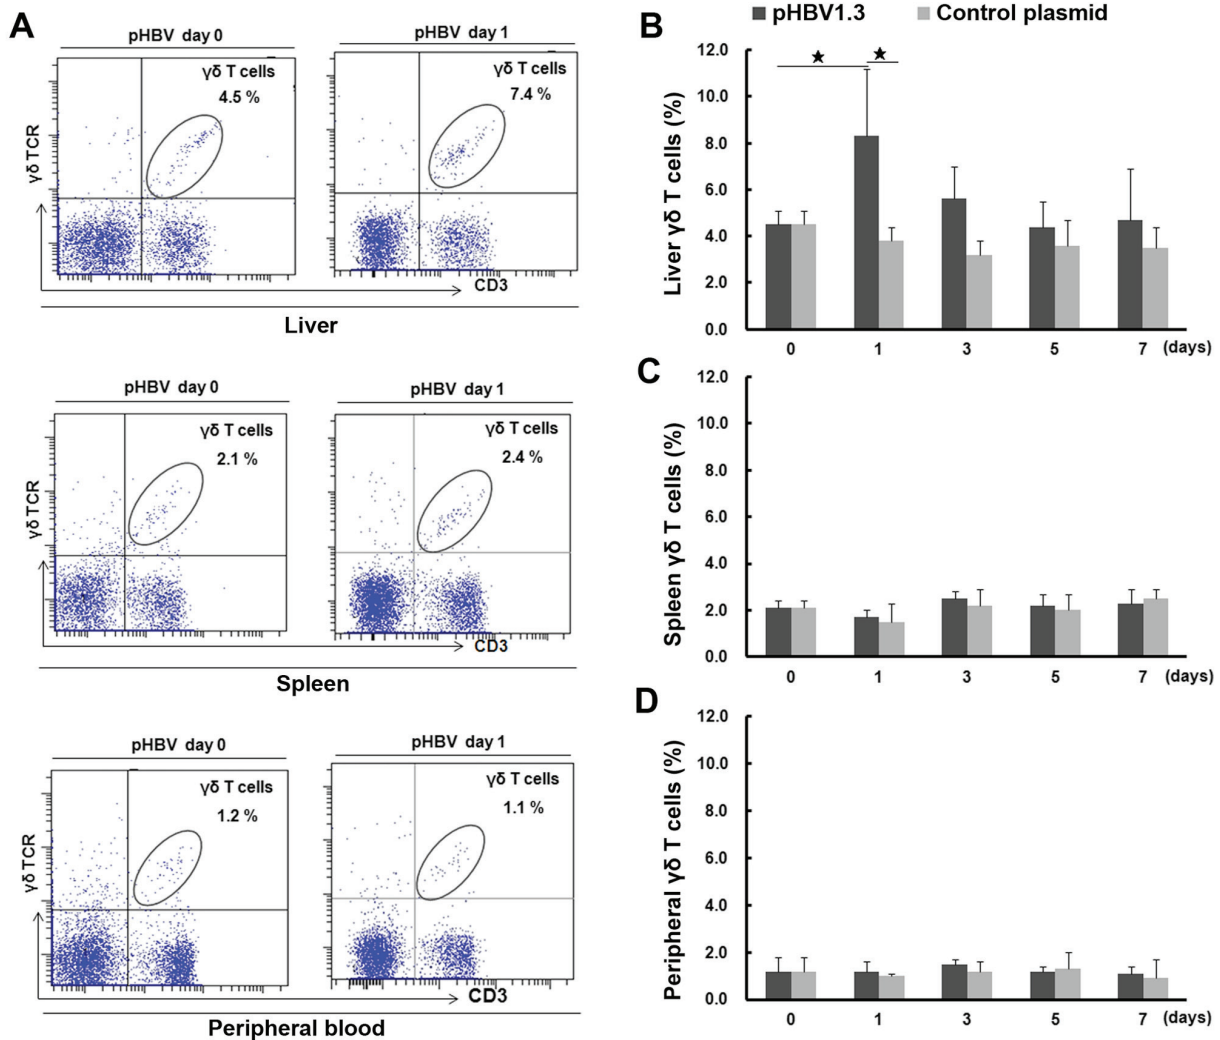 A
pHBV day 0
pHBV day 1
γδ T cells
4.5 %
γδ T cells
7.4 %
γδ TCR
CD3
Liver
pHBV day 0
pHBV day 1
γδ T cells
2.1 %
γδ T cells
2.4 %
γδ TCR
CD3
Spleen
pHBV day 0
pHBV day 1
γδ T cells
1.2 %
γδ T cells
1.1 %
γδ TCR
CD3
Peripheral blood
pHBV1.3
Control plasmid
B
Liver γδ T cells (%)
12.0
10.0
8.0
6.0
4.0
2.0
0.0
0 1 3 5 7 (days)
C
Spleen γδ T cells (%)
12.0
10.0
8.0
6.0
4.0
2.0
0.0
0 1 3 5 7 (days)
D
Peripheral γδ T cells (%)
12.0
10.0
8.0
6.0
4.0
2.0
0.0
0 1 3 5 7 (days)